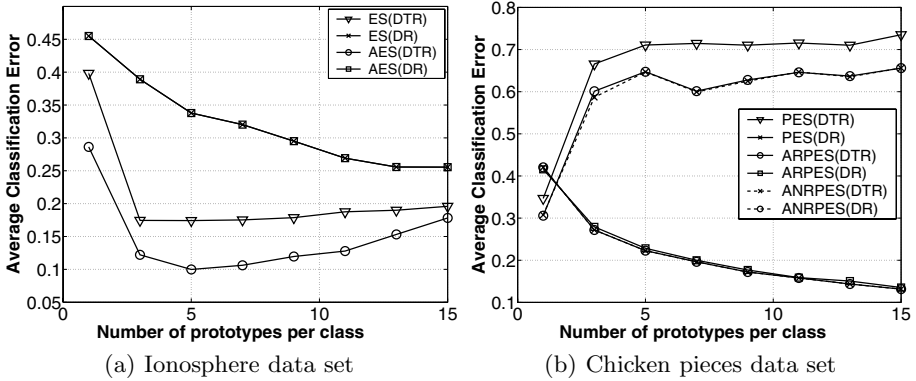 ES(DTR)
ES(DR)
AES(DTR)
AES(DR)
Average Classification Error
0.45
0.4
0.35
0.3
0.25
0.2
0.15
0.1
0.05
0
5
10
15
Number of prototypes per class
(a) Ionosphere data set
PES(DTR)
PES(DR)
ARPES(DTR)
ARPES(DR)
ANRPES(DTR)
ANRPES(DR)
Average Classification Error
0.8
0.7
0.6
0.5
0.4
0.3
0.2
0.1
0
5
10
15
Number of prototypes per class
(b) Chicken pieces data set